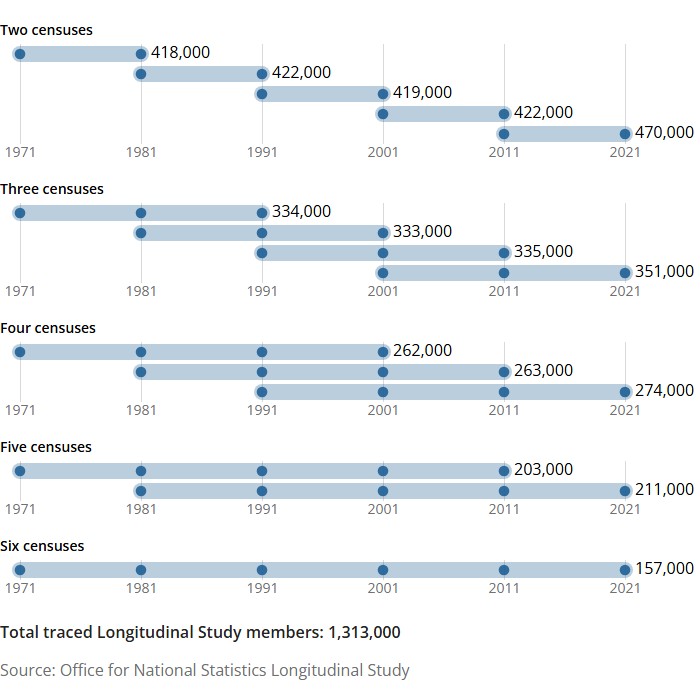 Two censuses
418,000
422,000
419,000
422,000
470,000
1971 1981 1991 2001 2011 2021
Three censuses
334,000
333,000
335,000
351,000
1971 1981 1991 2001 2011 2021
Four censuses
262,000
263,000
274,000
1971 1981 1991 2001 2011 2021
Five censuses
203,000
211,000
1971 1981 1991 2001 2011 2021
Six censuses
157,000
1971 1981 1991 2001 2011 2021
Total traced Longitudinal Study members: 1,313,000
Source: Office for National Statistics Longitudinal Study